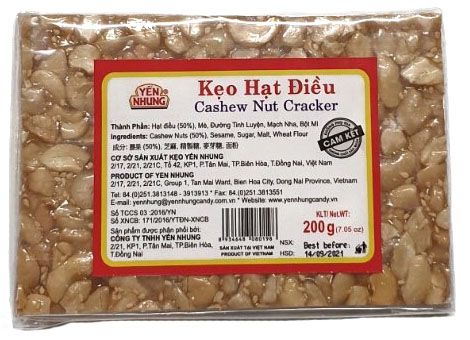 YẾN
NHUNG
Kẹo Hạt Điều
Cashew Nut Cracker
Thành Phần: Hạt điều (50%), Mè, Đường Tinh Luyện, Mạch Nha, Bột Mì
Ingredients: Cashew Nuts (50%), Sesame, Sugar, Malt, Wheat Flour
成分: 腰果 (50%), 芝麻, 精製糖, 麥芽糖, 面粉
CAM KẾT
CƠ SỞ SẢN XUẤT KẸO YẾN NHUNG
2/17, 2/21, 2/21C, Tổ 42, KP1, P.Tân Mai, TP.Biên Hòa, T.Đồng Nai, Việt Nam
PRODUCT OF YEN NHUNG
2/17, 2/21, 2/21C, Group 1, Tan Mai Ward, Bien Hoa City, Dong Nai Province, Vietnam
Tel: 84.(0)251.3813148 - 3913913 * Fax: 84.(0)251.3813551
E-mail: yennhung@yennhungcandy.com * Website: www.yennhungcandy.com
Số TCCS 03 :2016/YN
Số XNCB: 171/2016/YTĐN-XNCB
Sản phẩm được phân phối bởi:
CÔNG TY TNHH YẾN NHUNG
2/21, KP1, P.Tân Mai, TP.Biên Hòa,
T.Đồng Nai
8 934648 080196
SẢN XUẤT TẠI VIỆT NAM
PRODUCT OF VIETNAM
KLT/ NetWT:
200g (7.05 oz)
NSX:
Best before:
HSD: 14/09/2021